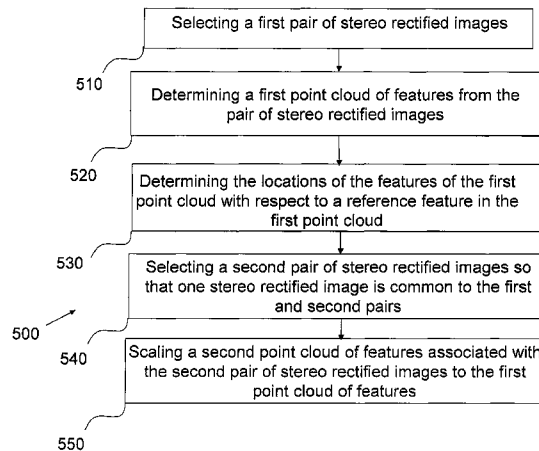 Selecting a first pair of stereo rectified images
510
Determining a first point cloud of features from the
pair of stereo rectified images
520
Determining the locations of the features of the first
point cloud with respect to a reference feature in the
first point cloud
530
Selecting a second pair of stereo rectified images so
that one stereo rectified image is common to the first
and second pairs
500
540
Scaling a second point cloud of features associated with
the second pair of stereo rectified images to the first
point cloud of features
550